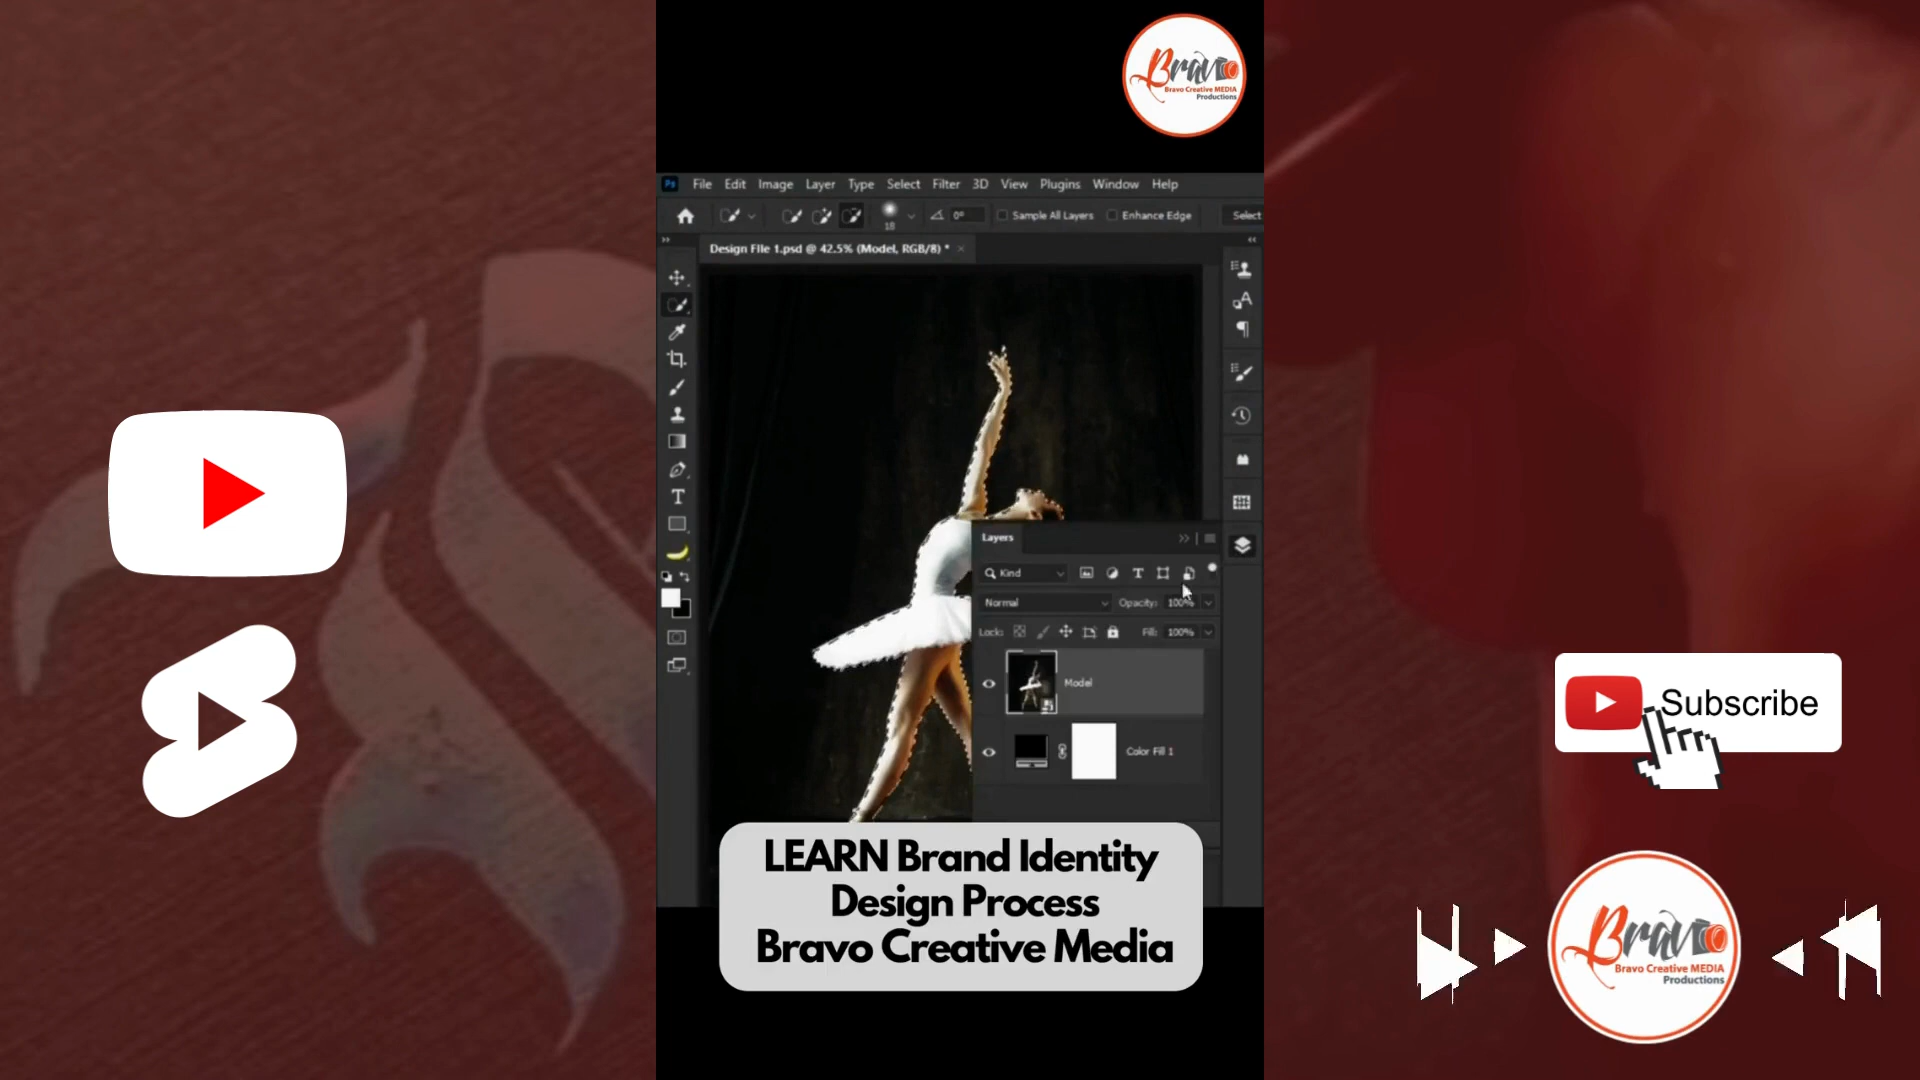 Bravo
Bravo Creative MEDIA
Productions
Ps File Edit Image Layer Type Select Filter 3D View Plugins Window Help
18 0° Sample All Layers Enhance Edge Select
Design File 1.psd @ 42.5% (Model, RGB/8) * ×
Layers
Kind
Normal Opacity: 100%
Lock: Fill: 100%
Model
Color Fill 1
LEARN Brand Identity
Design Process
Bravo Creative Media
Subscribe
Bravo
Bravo Creative MEDIA
Productions